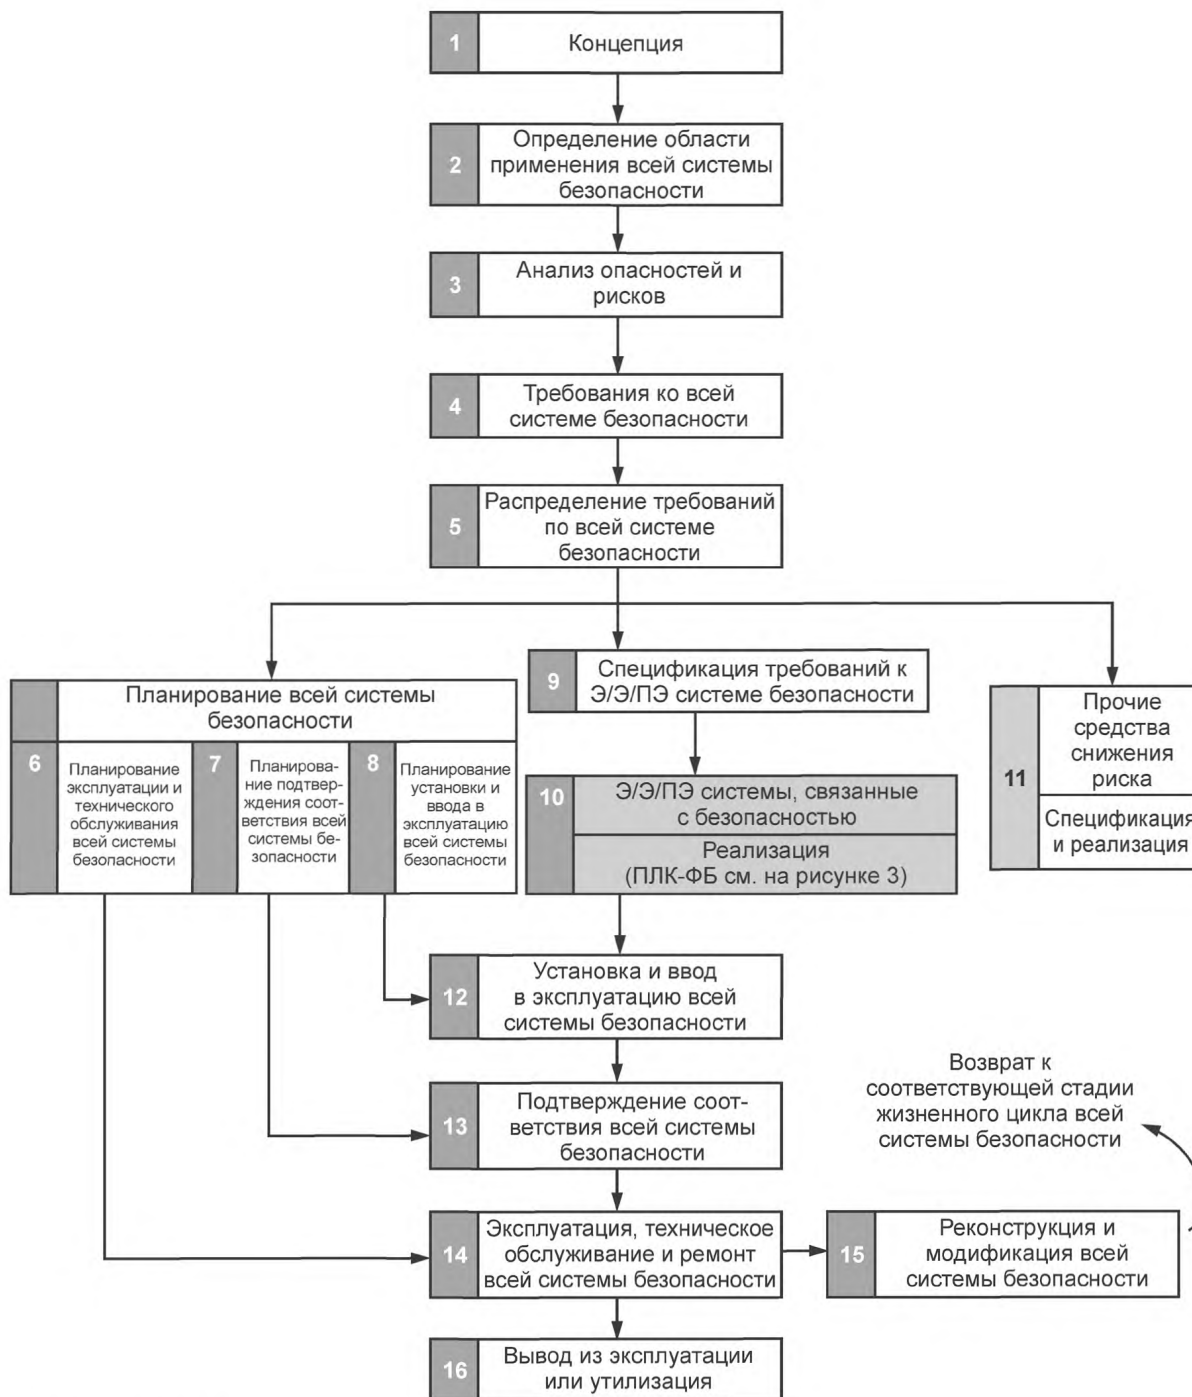 1
Концепция
2
Определение области
применения всей системы
безопасности
3
Анализ опасностей и
рисков
4
Требования ко всей
системе безопасности
5
Распределение требований
по всей системе
безопасности
Планирование всей системы
безопасности
6
Планирование
эксплуатации и
технического
обслуживания
всей системы
безопасности
7
Планирова-
ние подтвер-
ждения соот-
ветствия всей
системы бе-
зопасности
8
Планирование
установки и
ввода в
эксплуатацию
всей системы
безопасности
9
Спецификация требований к
Э/Э/ПЭ системе безопасности
10
Э/Э/ПЭ системы, связанные
с безопасностью
Реализация
(ПЛК-ФБ см. на рисунке 3)
11
Прочие
средства
снижения
риска
Спецификация
и реализация
12
Установка и ввод
в эксплуатацию всей
системы безопасности
13
Подтверждение соот-
ветствия всей системы
безопасности
Возврат к
соответствующей стадии
жизненного цикла всей
системы безопасности
14
Эксплуатация, техническое
обслуживание и ремонт
всей системы безопасности
15
Реконструкция и
модификация всей
системы безопасности
16
Вывод из эксплуатации
или утилизация